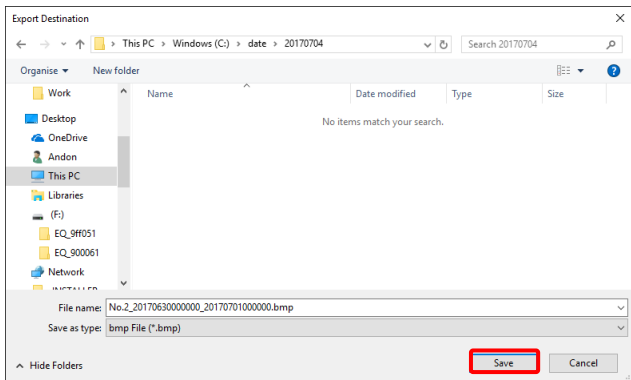 Export Destination
This PC > Windows (C:) > date > 20170704
Search 20170704
Organise
New folder
Work
Name
Date modified
Type
Size
Desktop
No items match your search.
OneDrive
Andon
This PC
Libraries
(F:)
EQ_9ff051
EQ_900061
Network
File name: No.2_20170630000000_20170701000000.bmp
Save as type: bmp File (*.bmp)
Hide Folders
Save
Cancel